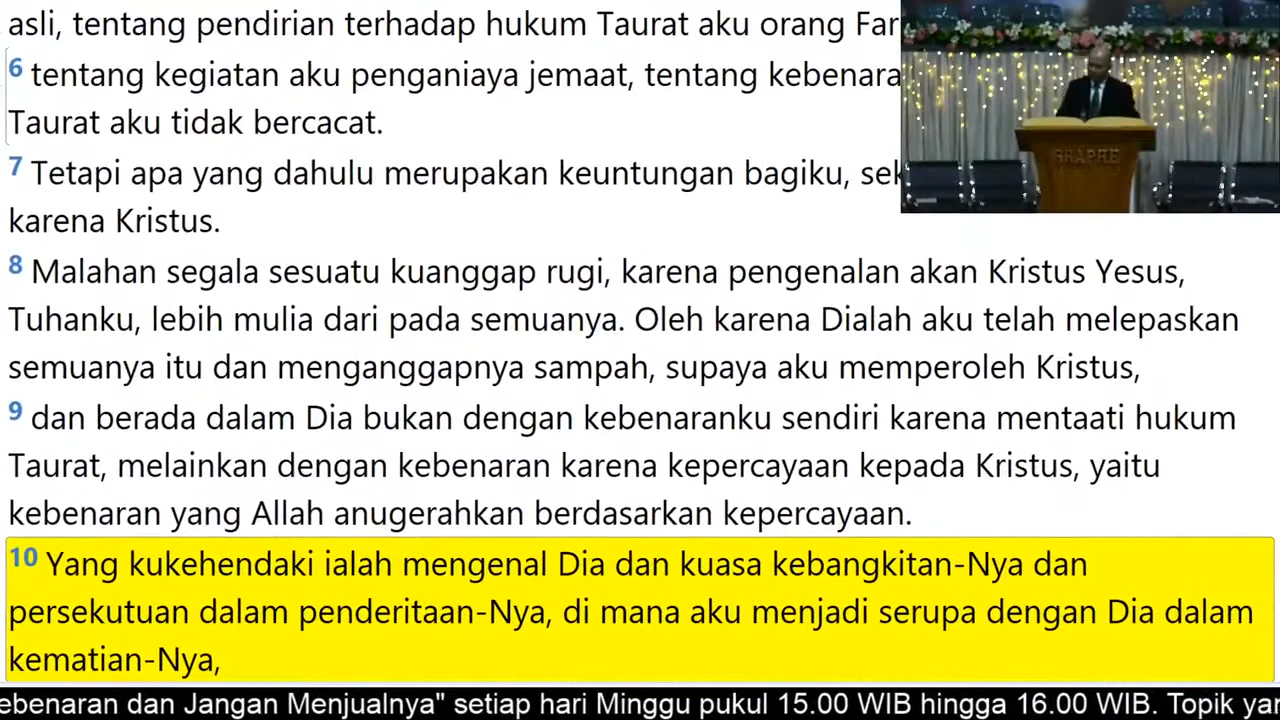 asli, tentang pendirian terhadap hukum Taurat aku orang Far
6 tentang kegiatan aku penganiaya jemaat, tentang kebenara
Taurat aku tidak bercacat.
7 Tetapi apa yang dahulu merupakan keuntungan bagiku, sek
karena Kristus.
8 Malahan segala sesuatu kuanggap rugi, karena pengenalan akan Kristus Yesus,
Tuhanku, lebih mulia dari pada semuanya. Oleh karena Dialah aku telah melepaskan
semuanya itu dan menganggapnya sampah, supaya aku memperoleh Kristus,
9 dan berada dalam Dia bukan dengan kebenaranku sendiri karena mentaati hukum
Taurat, melainkan dengan kebenaran karena kepercayaan kepada Kristus, yaitu
kebenaran yang Allah anugerahkan berdasarkan kepercayaan.
10 Yang kukehendaki ialah mengenal Dia dan kuasa kebangkitan-Nya dan
persekutuan dalam penderitaan-Nya, di mana aku menjadi serupa dengan Dia dalam
kematian-Nya,
GRAPHE
ebenaran dan Jangan Menjualnya" setiap hari Minggu pukul 15.00 WIB hingga 16.00 WIB. Topik yan